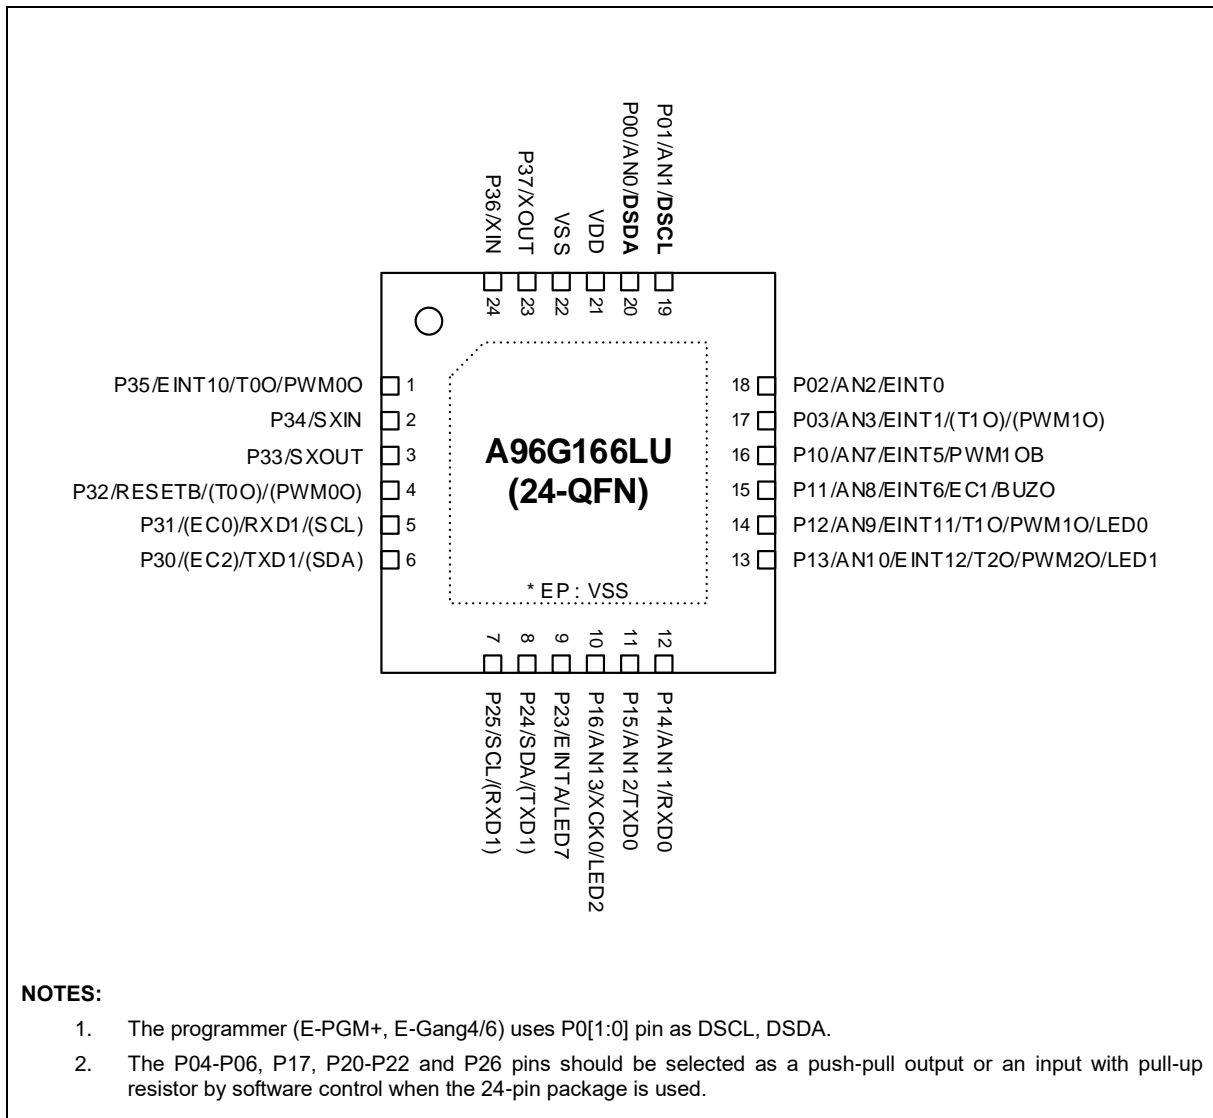 P36/XIN
P37/XOUT
VSS
VDD
P00/AN0/DSDA
P01/AN1/DSCL
24
23
22
21
20
19
P35/EINT10/T0O/PWM0O
1
P34/SXIN
2
P33/SXOUT
3
P32/RESETB/(T0O)/(PWM0O)
4
P31/(EC0)/RXD1/(SCL)
5
P30/(EC2)/TXD1/(SDA)
6
A96G166LU
(24-QFN)
* EP : VSS
18
P02/AN2/EINT0
17
P03/AN3/EINT1/(T1O)/(PWM1O)
16
P10/AN7/EINT5/PWM1OB
15
P11/AN8/EINT6/EC1/BUZO
14
P12/AN9/EINT11/T1O/PWM1O/LED0
13
P13/AN10/EINT12/T2O/PWM2O/LED1
7
8
9
10
11
12
P25/SCL/(RXD1)
P24/SDA/(TXD1)
P23/EINTA/LED7
P16/AN13/XCK0/LED2
P15/AN12/TXD0
P14/AN11/RXD0
NOTES:
1. The programmer (E-PGM+, E-Gang4/6) uses P0[1:0] pin as DSCL, DSDA.
2. The P04-P06, P17, P20-P22 and P26 pins should be selected as a push-pull output or an input with pull-up
resistor by software control when the 24-pin package is used.